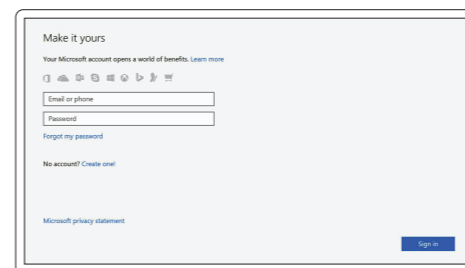 Make it yours
Your Microsoft account opens a world of benefits. Learn more
Email or phone
Password
Forgot my password
No account? Create one!
Microsoft privacy statement
Sign in